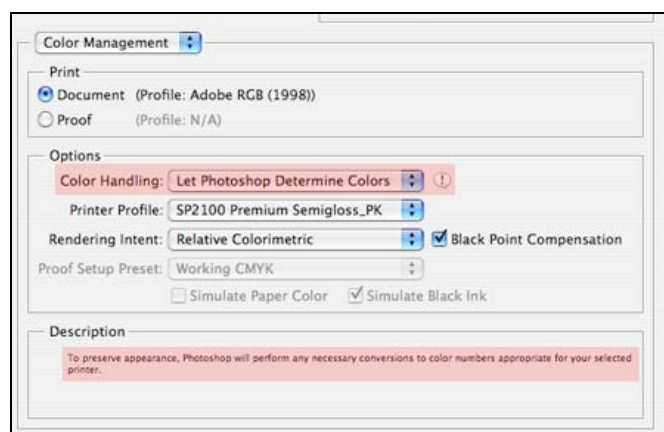 Color Management
Print
Document (Profile: Adobe RGB (1998))
Proof (Profile: N/A)
Options
Color Handling: Let Photoshop Determine Colors
Printer Profile: SP2100 Premium Semigloss_PK
Rendering Intent: Relative Colorimetric Black Point Compensation
Proof Setup Preset: Working CMYK
Simulate Paper Color Simulate Black Ink
Description
To preserve appearance, Photoshop will perform any necessary conversions to color numbers appropriate for your selected
printer.